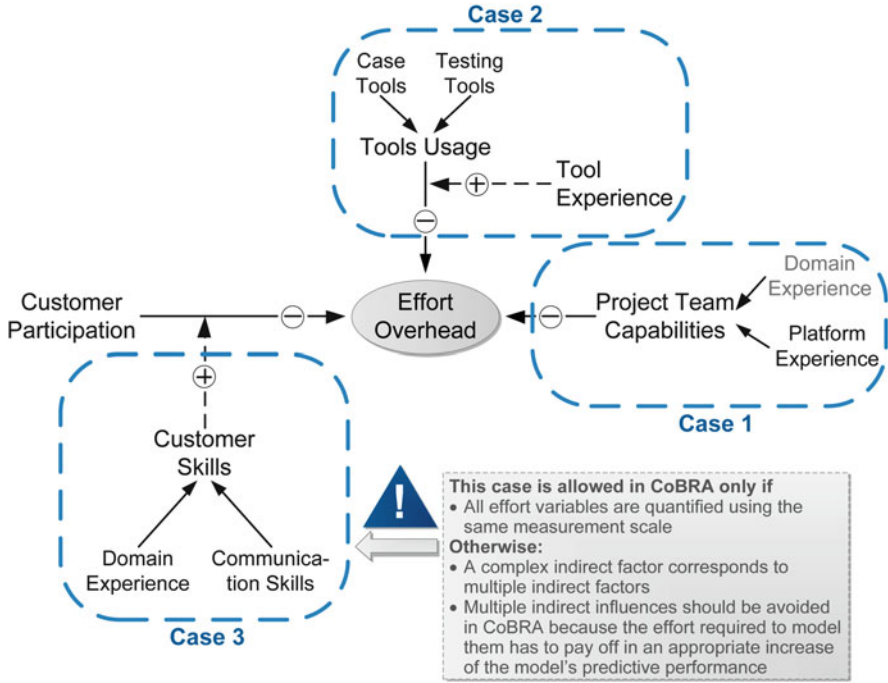 Case 2
Case
Tools
Testing
Tools
Tools Usage
+
Tool
Experience
−
Customer
Participation
−
Effort
Overhead
−
Project Team
Capabilities
Domain
Experience
Platform
Experience
Case 1
+
Customer
Skills
Domain
Experience
Communica-
tion Skills
Case 3
!
This case is allowed in CoBRA only if
• All effort variables are quantified using the
same measurement scale
Otherwise:
• A complex indirect factor corresponds to
multiple indirect factors
• Multiple indirect influences should be avoided
in CoBRA because the effort required to model
them has to pay off in an appropriate increase
of the model's predictive performance